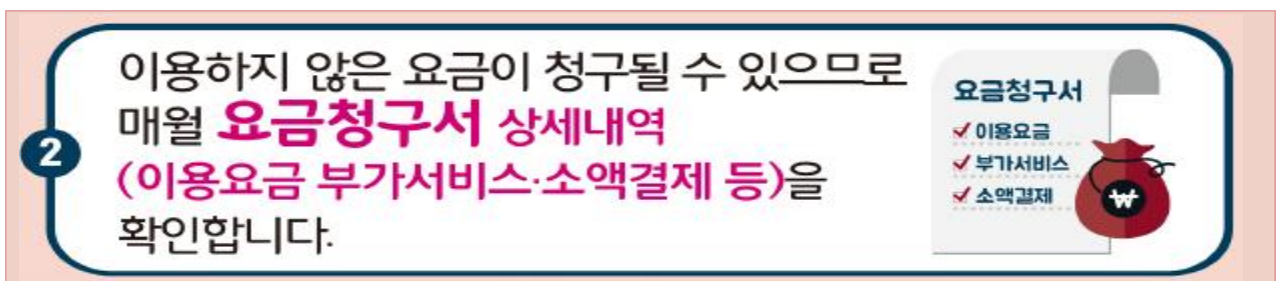 2
이용하지 않은 요금이 청구될 수 있으므로
매월 요금청구서 상세내역
(이용요금 부가서비스·소액결제 등)을
확인합니다.
요금청구서
이용요금
부가서비스
소액결제
₩